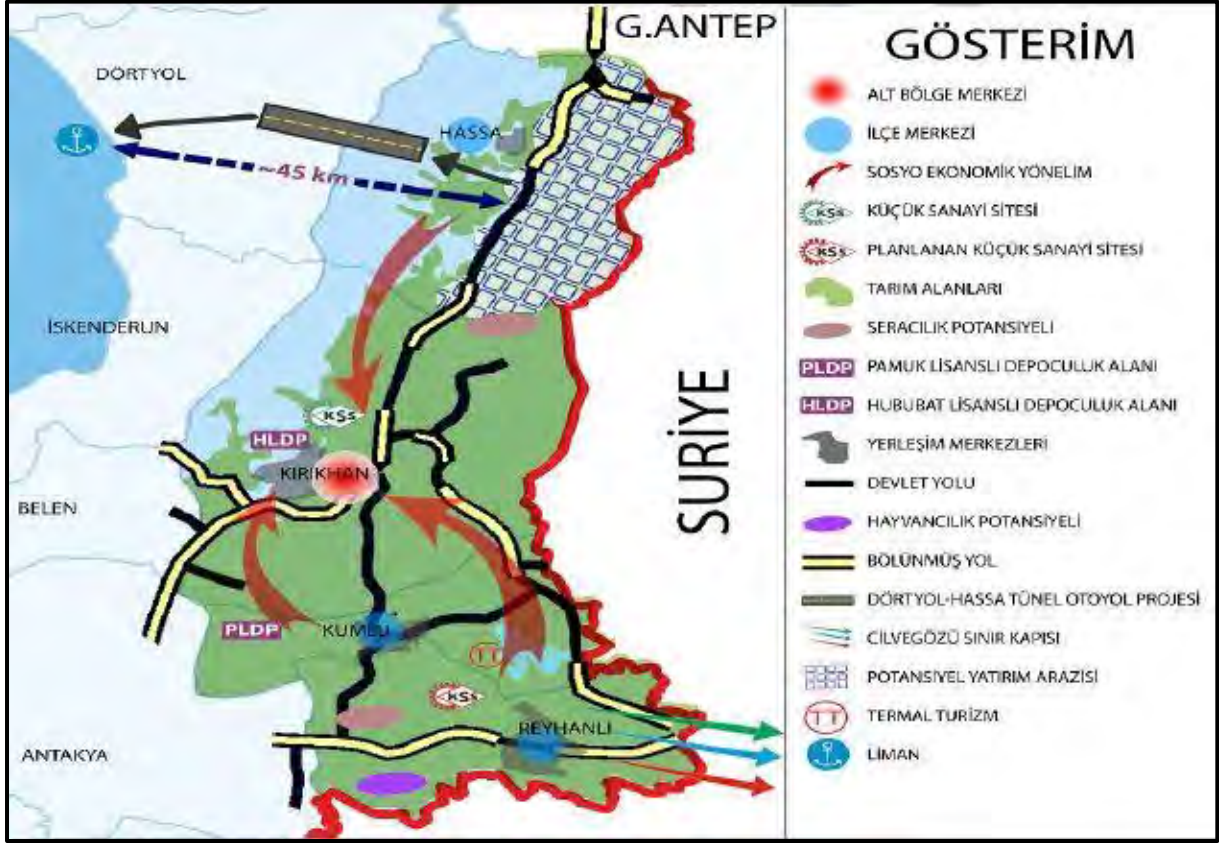 G.ANTEP
DÖRTYOL
HASSA
~45 km
İSKENDERUN
KSS
HLDP
KIRIKHAN
BELEN
SURİYE
PLDP
KUMLU
TT
KSS
REYHANLI
ANTAKYA
GÖSTERİM
ALT BÖLGE MERKEZİ
İLÇE MERKEZİ
SOSYO EKONOMİK YÖNELİM
KSS KÜÇÜK SANAYİ SİTESİ
KSS PLANLANAN KÜÇÜK SANAYİ SİTESİ
TARIM ALANLARI
SERACILIK POTANSİYELİ
PLDP PAMUK LİSANSLI DEPOCULUK ALANI
HLDP HUBUBAT LİSANSLI DEPOCULUK ALANI
YERLEŞİM MERKEZLERİ
DEVLET YOLU
HAYVANCILIK POTANSİYELİ
BÖLÜNMÜŞ YOL
DÖRTYOL-HASSA TÜNEL OTOYOL PROJESİ
CİLVEGÖZÜ SINIR KAPISI
POTANSİYEL YATIRIM ARAZİSİ
TT TERMAL TURİZM
LİMAN